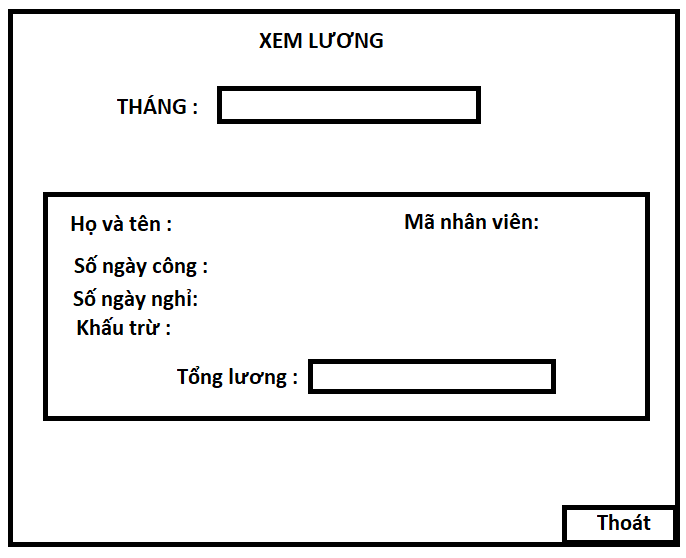 XEM LƯƠNG
THÁNG :
Họ và tên : Mã nhân viên:
Số ngày công :
Số ngày nghỉ:
Khấu trừ :
Tổng lương :
Thoát